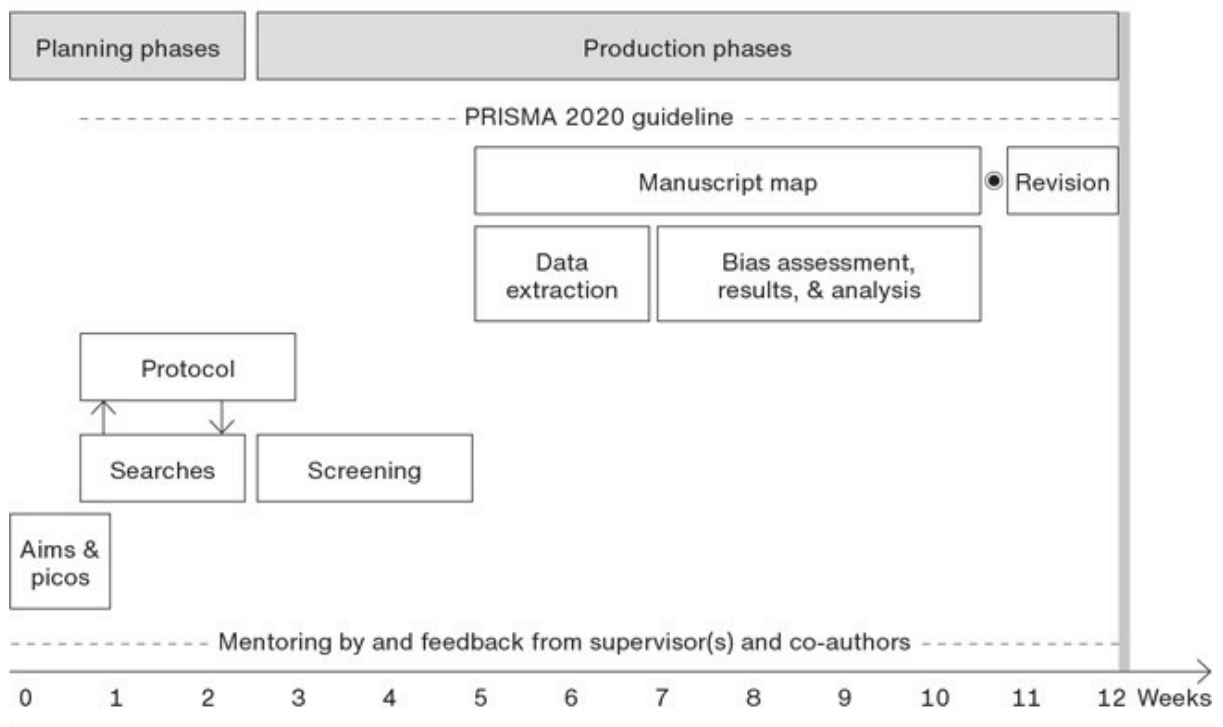 Planning phases
Production phases
PRISMA 2020 guideline
Manuscript map
Revision
Data
extraction
Bias assessment,
results, & analysis
Protocol
Searches
Screening
Aims &
picos
Mentoring by and feedback from supervisor(s) and co-authors
0 1 2 3 4 5 6 7 8 9 10 11 12 Weeks